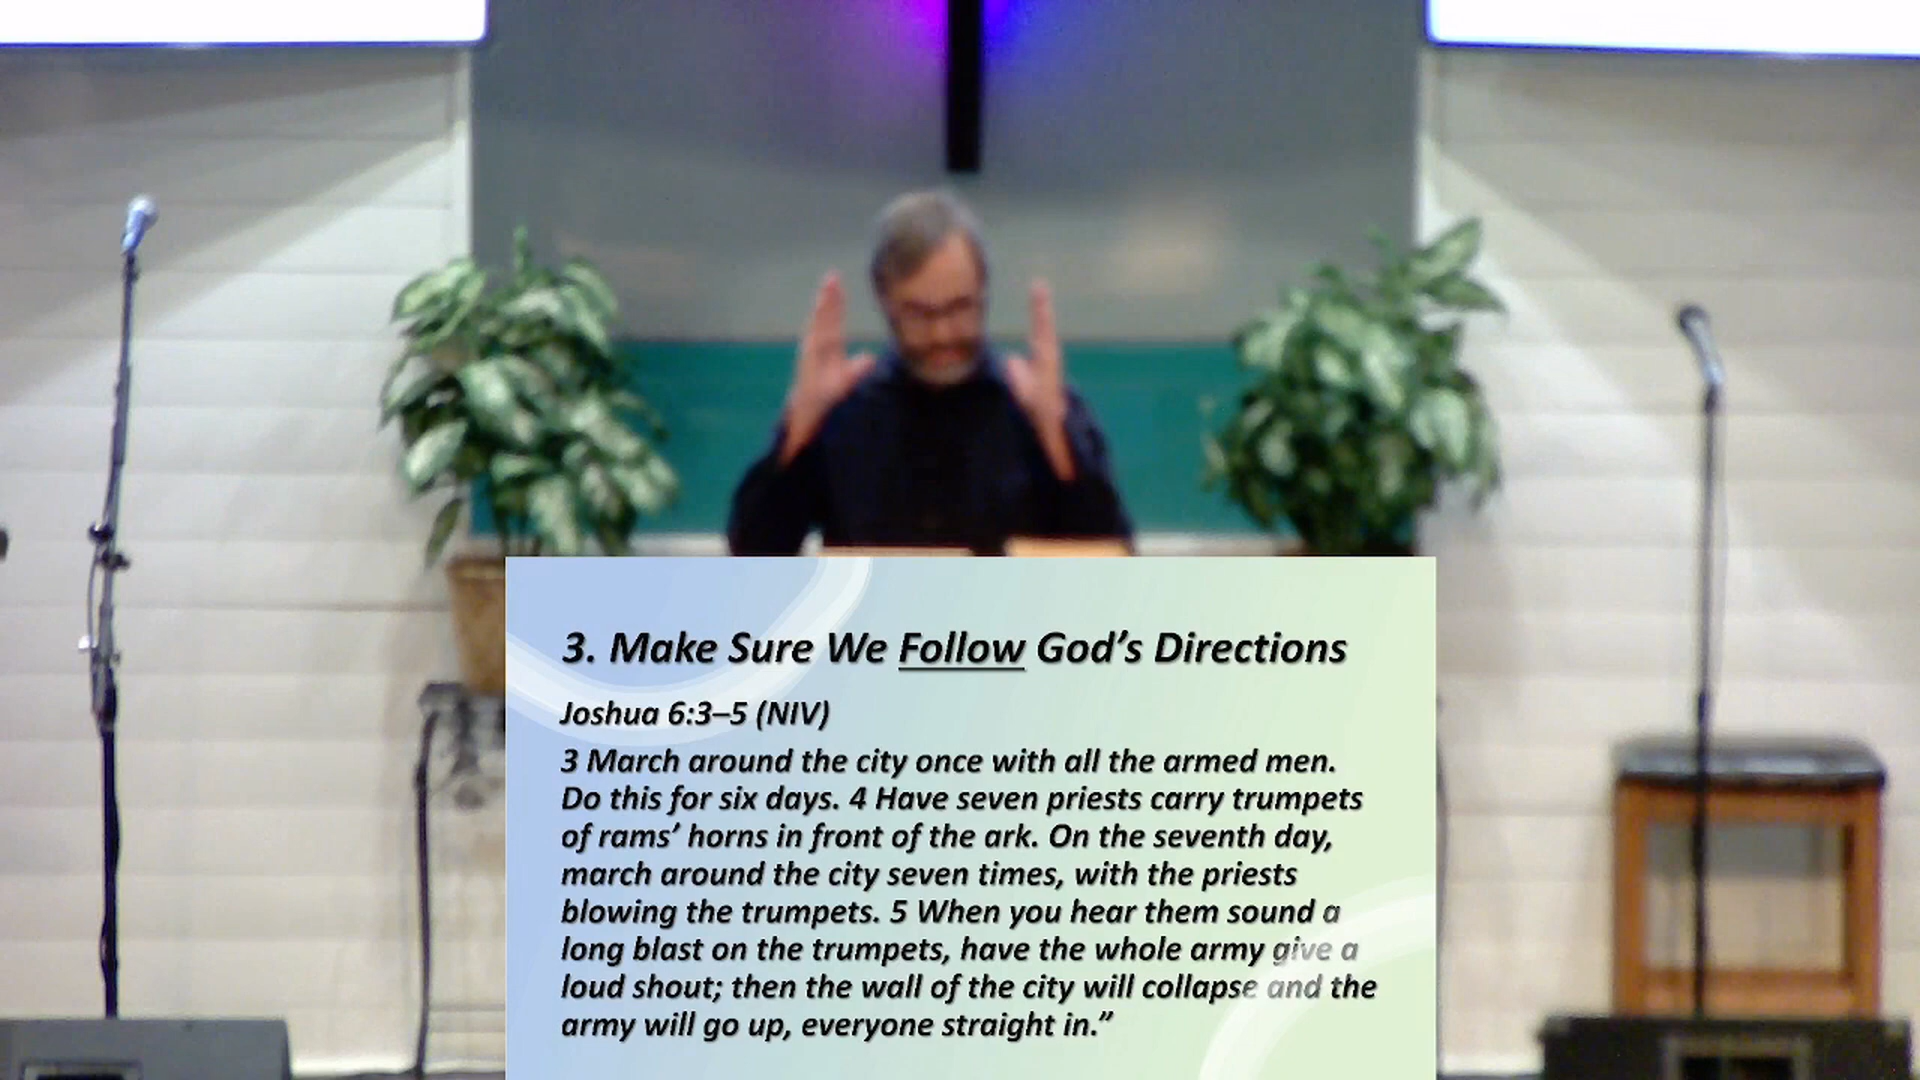 3. Make Sure We Follow God’s Directions
Joshua 6:3–5 (NIV)
3 March around the city once with all the armed men.
Do this for six days. 4 Have seven priests carry trumpets
of rams’ horns in front of the ark. On the seventh day,
march around the city seven times, with the priests
blowing the trumpets. 5 When you hear them sound a
long blast on the trumpets, have the whole army give a
loud shout; then the wall of the city will collapse and the
army will go up, everyone straight in.”